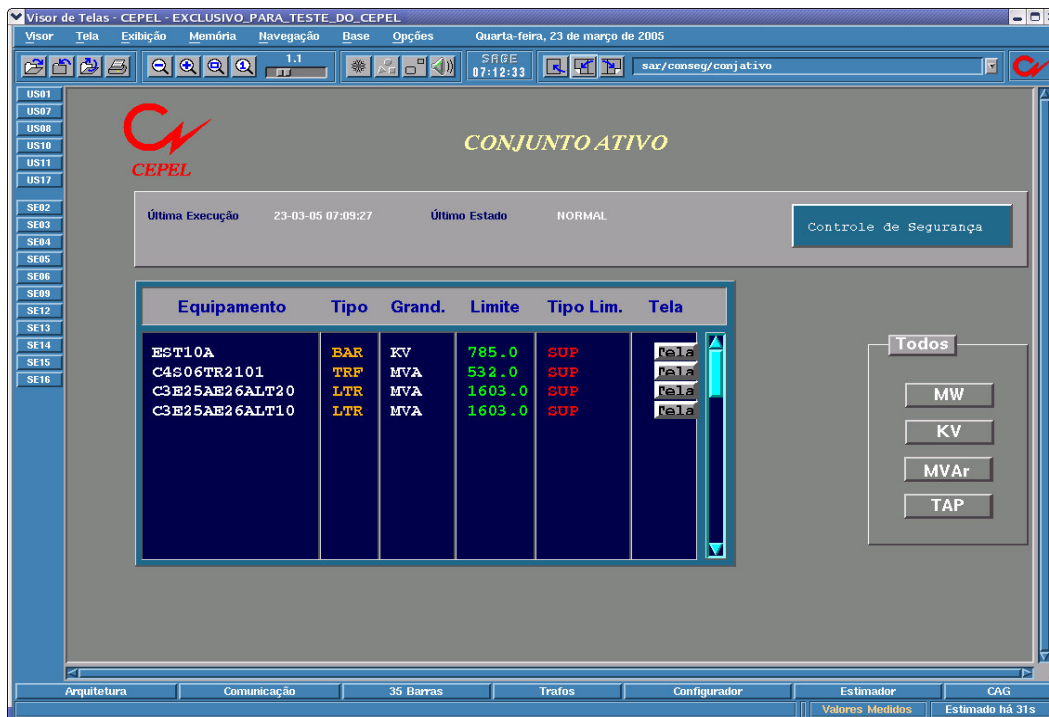 Visor de Telas - CEPEL - EXCLUSIVO_PARA_TESTE_DO_CEPEL
Visor Tela Exibição Memória Navegação Base Opções Quarta-feira, 23 de março de 2005
1.1 SAGE 07:12:33 sar/conseg/conjativo
US01
US07
US08
US10
US11
US17
SE02
SE03
SE04
SE05
SE06
SE09
SE12
SE13
SE14
SE15
SE16
CEPEL
CONJUNTO ATIVO
Última Execução 23-03-05 07:09:27 Último Estado NORMAL Controle de Segurança
Equipamento Tipo Grand. Limite Tipo Lim. Tela
EST10A BAR KV 785.0 SUP Tela
C4S06TR2101 TRF MVA 532.0 SUP Tela
C3E25AE26ALT20 LTR MVA 1603.0 SUP Tela
C3E25AE26ALT10 LTR MVA 1603.0 SUP Tela
Todos
MW
KV
MVAr
TAP
Arquitetura Comunicação 35 Barras Trafos Configurador Estimador CAG
Valores Medidos Estimado há 31s